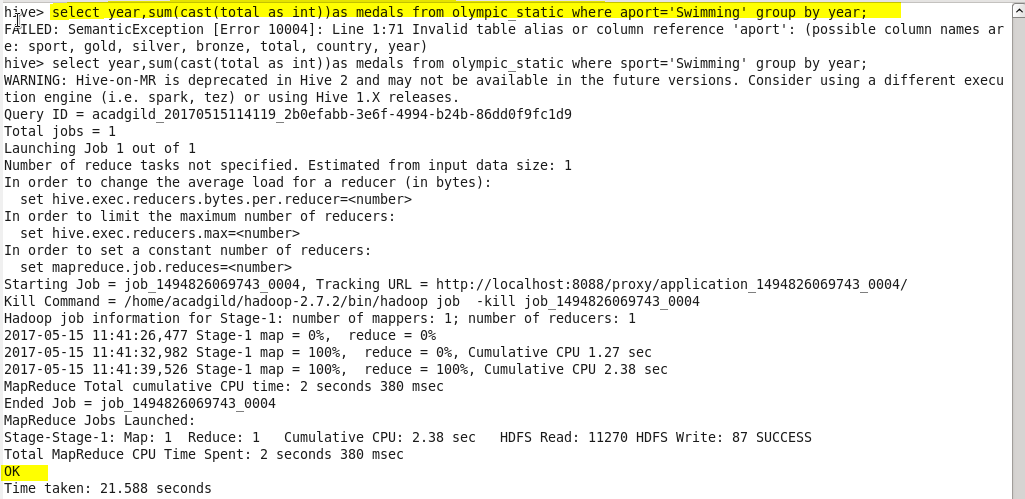 hive> select year,sum(cast(total as int))as medals from olympic_static where aport='Swimming' group by year;
FAILED: SemanticException [Error 10004]: Line 1:71 Invalid table alias or column reference 'aport': (possible column names ar
e: sport, gold, silver, bronze, total, country, year)
hive> select year,sum(cast(total as int))as medals from olympic_static where sport='Swimming' group by year;
WARNING: Hive-on-MR is deprecated in Hive 2 and may not be available in the future versions. Consider using a different execu
tion engine (i.e. spark, tez) or using Hive 1.X releases.
Query ID = acadgild_20170515114119_2b0efabb-3e6f-4994-b24b-86dd0f9fc1d9
Total jobs = 1
Launching Job 1 out of 1
Number of reduce tasks not specified. Estimated from input data size: 1
In order to change the average load for a reducer (in bytes):
  set hive.exec.reducers.bytes.per.reducer=<number>
In order to limit the maximum number of reducers:
  set hive.exec.reducers.max=<number>
In order to set a constant number of reducers:
  set mapreduce.job.reduces=<number>
Starting Job = job_1494826069743_0004, Tracking URL = http://localhost:8088/proxy/application_1494826069743_0004/
Kill Command = /home/acadgild/hadoop-2.7.2/bin/hadoop job  -kill job_1494826069743_0004
Hadoop job information for Stage-1: number of mappers: 1; number of reducers: 1
2017-05-15 11:41:26,477 Stage-1 map = 0%,  reduce = 0%
2017-05-15 11:41:32,982 Stage-1 map = 100%,  reduce = 0%, Cumulative CPU 1.27 sec
2017-05-15 11:41:39,526 Stage-1 map = 100%,  reduce = 100%, Cumulative CPU 2.38 sec
MapReduce Total cumulative CPU time: 2 seconds 380 msec
Ended Job = job_1494826069743_0004
MapReduce Jobs Launched:
Stage-Stage-1: Map: 1  Reduce: 1   Cumulative CPU: 2.38 sec   HDFS Read: 11270 HDFS Write: 87 SUCCESS
Total MapReduce CPU Time Spent: 2 seconds 380 msec
OK
Time taken: 21.588 seconds